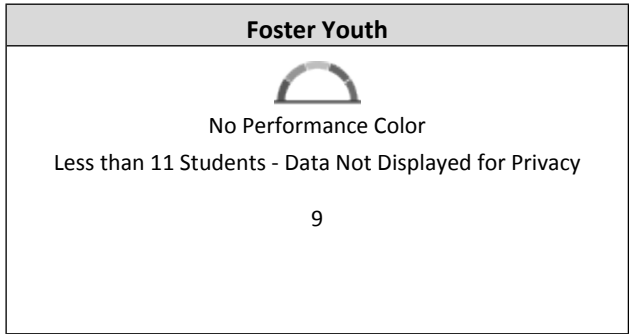 Foster Youth
No Performance Color
Less than 11 Students - Data Not Displayed for Privacy
9